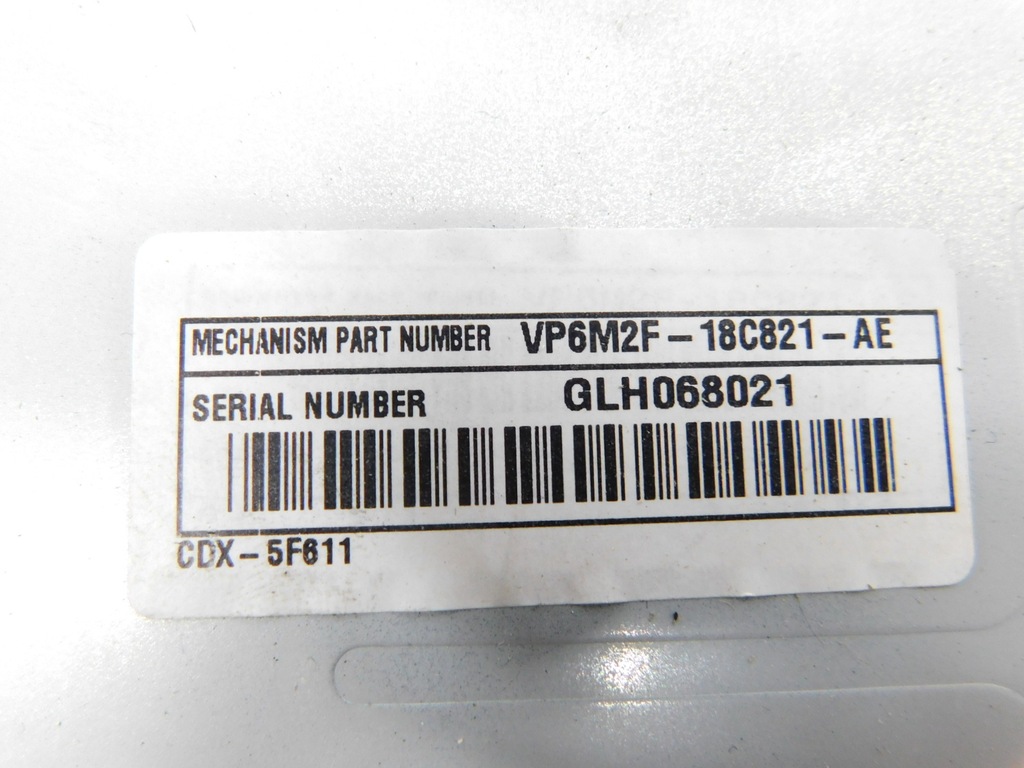 MECHANISM PART NUMBER VP6M2F-18C821-AE
SERIAL NUMBER GLH068021
CDX-5F611